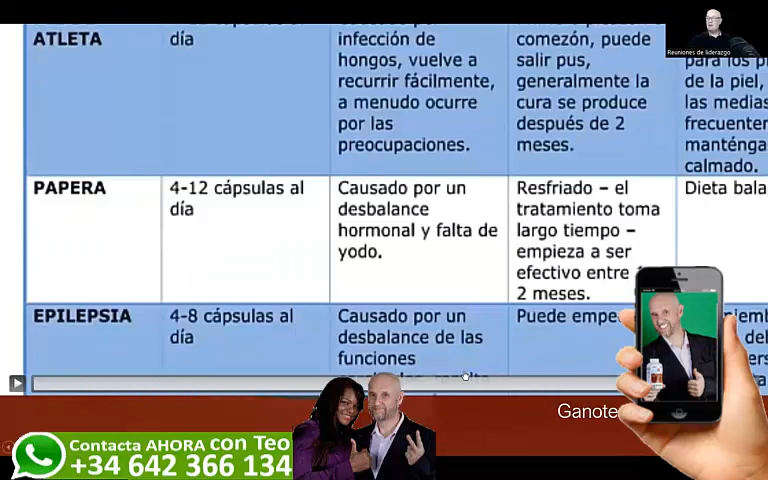 Reuniones de liderazgo
ATLETA
día
infección de
hongos, vuelve a
recurrir fácilmente,
a menudo ocurre
por las
preocupaciones.
comezón, puede
salir pus,
generalmente la
cura se produce
después de 2
meses.
para los p
de la piel,
las medias
frecuentem
manténga
calmado.
PAPERA
4-12 cápsulas al
día
Causado por un
desbalance
hormonal y falta de
yodo.
Resfriado – el
tratamiento toma
largo tiempo –
empieza a ser
efectivo entre
2 meses.
Dieta bala
EPILEPSIA
4-8 cápsulas al
día
Causado por un
desbalance de las
funciones
Puede empe
Ganote
Contacta AHORA con Teo
+34 642 366 134